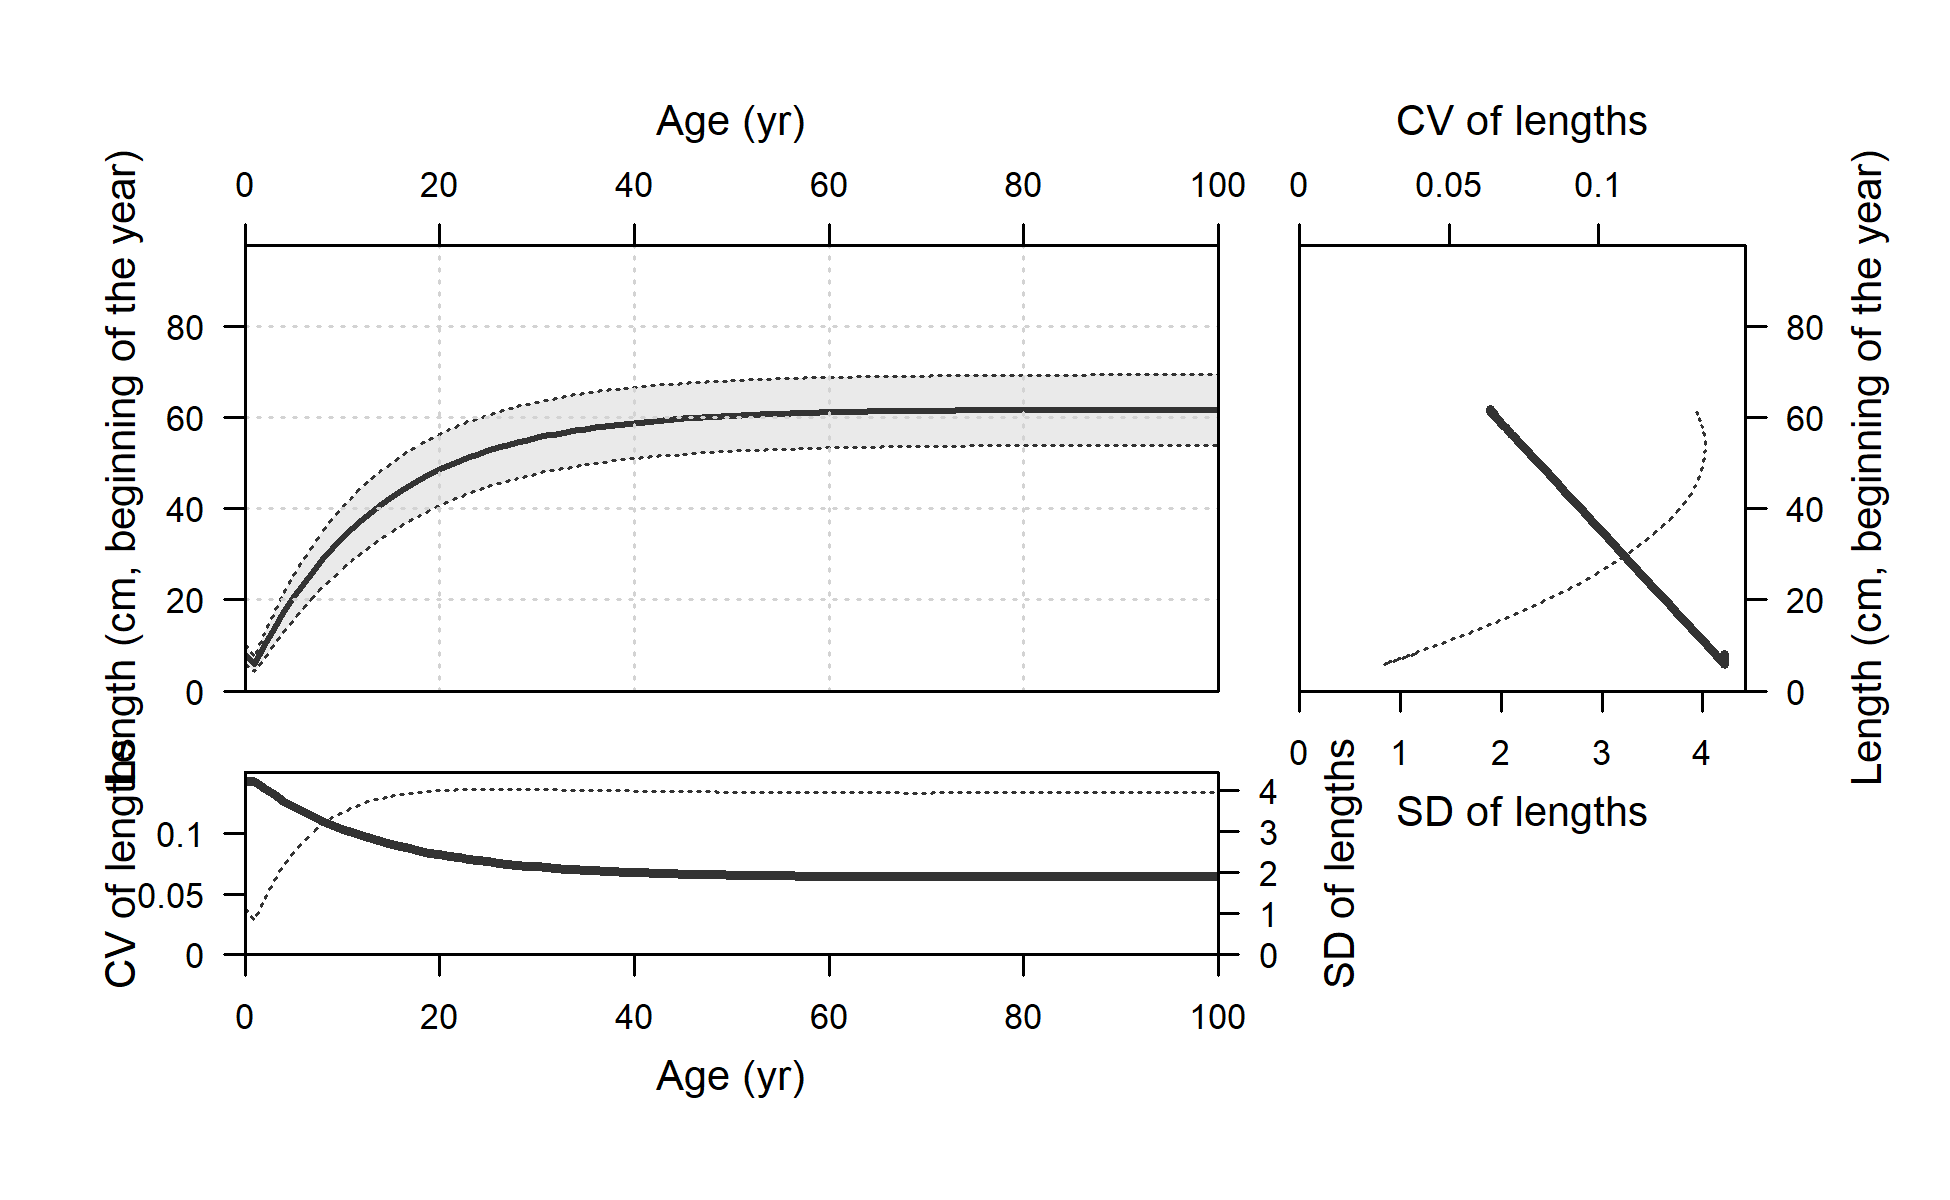 Age (yr)
CV of lengths
0 20 40 60 80 100
0 0.05 0.1
Length (cm, beginning of the year)
80
60
40
20
0
80
60
40
20
0
Length (cm, beginning of the year)
0 1 2 3 4
SD of lengths
CV of lengths
0.1
0.05
0
4
3
2
1
0
SD of lengths
0 20 40 60 80 100
Age (yr)